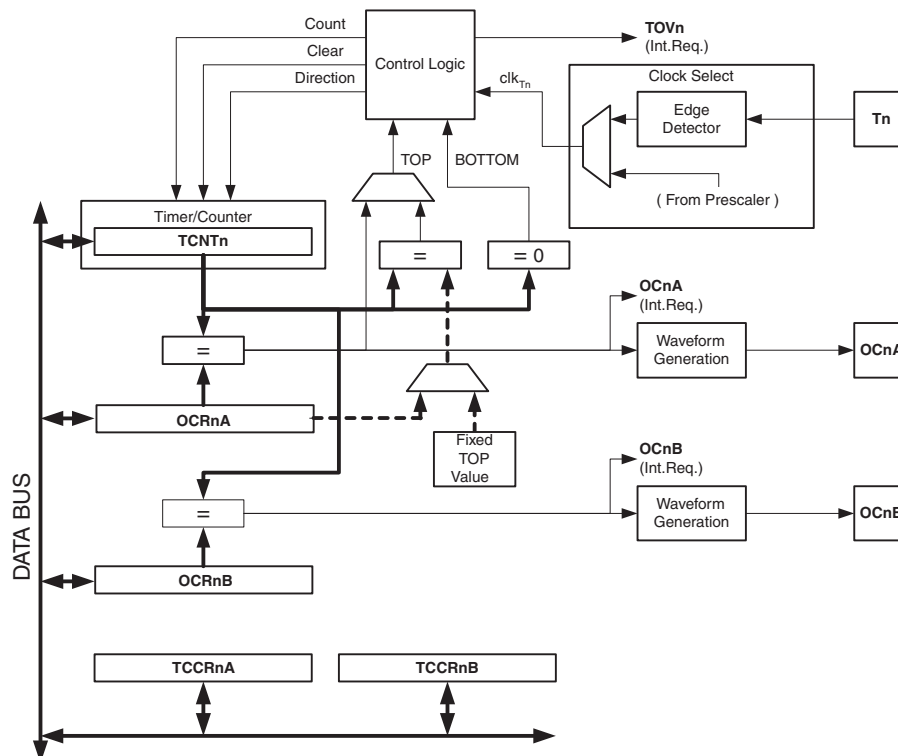 Count
Clear
Direction
Control Logic
TOVn
(Int.Req.)
clkTn
Clock Select
Edge
Detector
Tn
( From Prescaler )
TOP
BOTTOM
Timer/Counter
TCNTn
=
= 0
OCnA
(Int.Req.)
=
Waveform
Generation
OCnA
OCRnA
Fixed
TOP
Value
OCnB
(Int.Req.)
=
Waveform
Generation
OCnB
OCRnB
DATA BUS
TCCRnA
TCCRnB